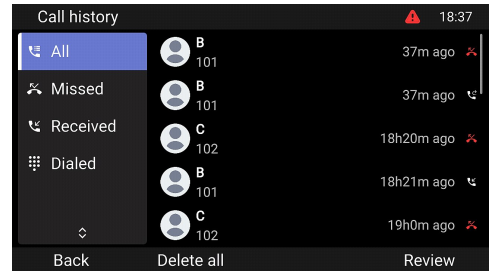 Call history
18:37
All
Missed
Received
Dialed
B
101
37m ago
B
101
37m ago
C
102
18h20m ago
B
101
18h21m ago
C
102
19h0m ago
Back
Delete all
Review